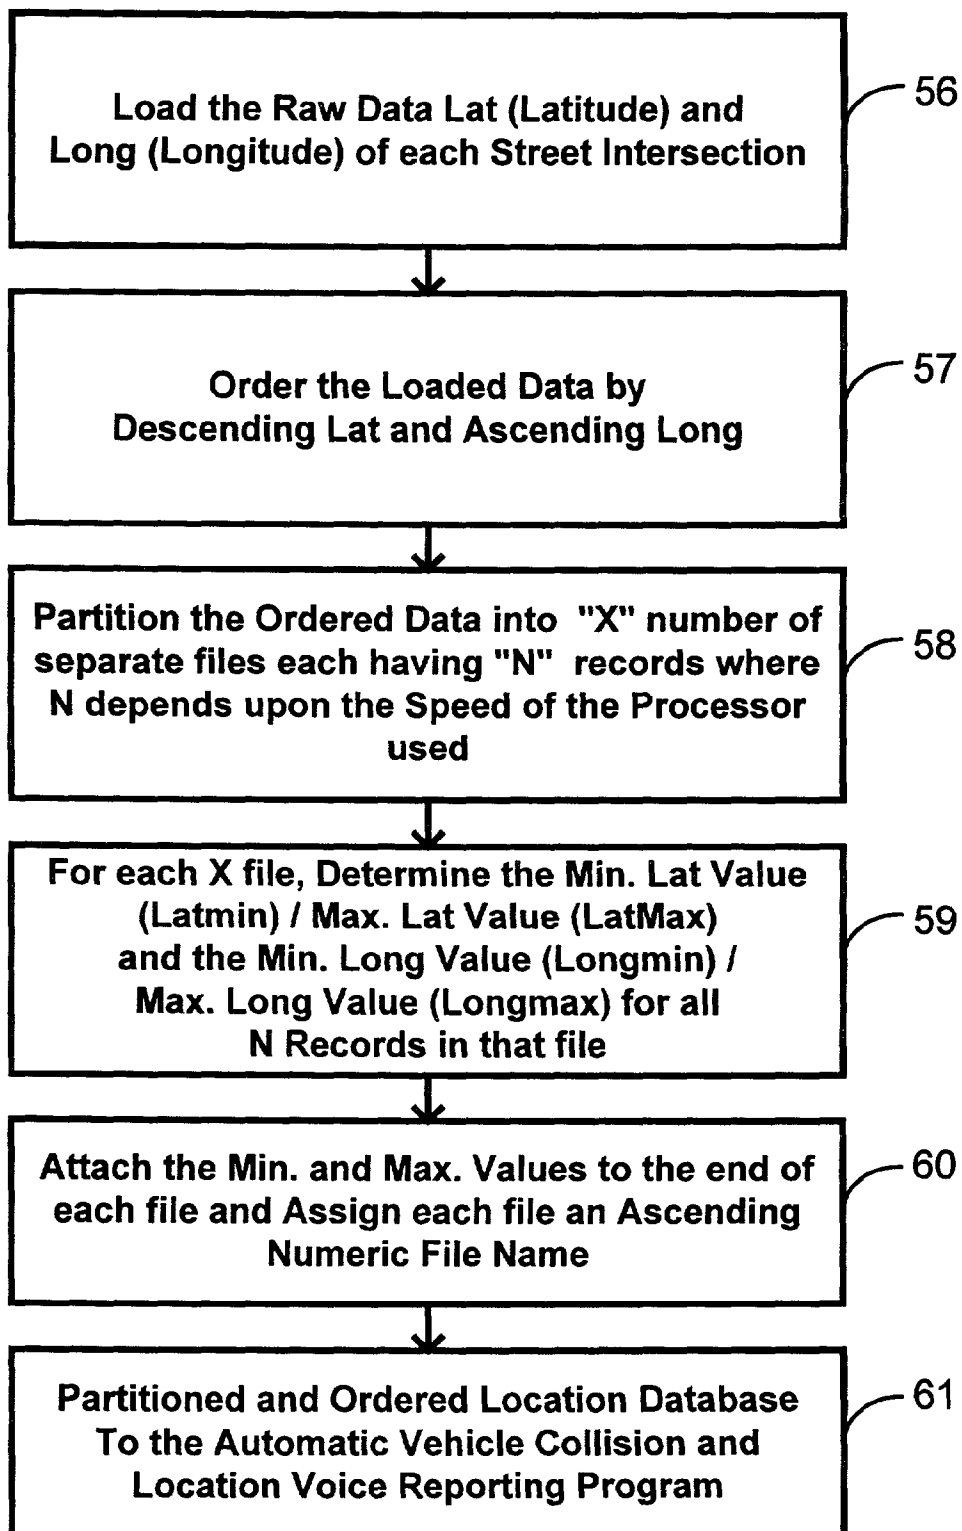 Load the Raw Data Lat (Latitude) and
Long (Longitude) of each Street Intersection
56
Order the Loaded Data by
Descending Lat and Ascending Long
57
Partition the Ordered Data into "X" number of
separate files each having "N" records where
N depends upon the Speed of the Processor
used
58
For each X file, Determine the Min. Lat Value
(Latmin) / Max. Lat Value (LatMax)
and the Min. Long Value (Longmin) /
Max. Long Value (Longmax) for all
N Records in that file
59
Attach the Min. and Max. Values to the end of
each file and Assign each file an Ascending
Numeric File Name
60
Partitioned and Ordered Location Database
To the Automatic Vehicle Collision and
Location Voice Reporting Program
61